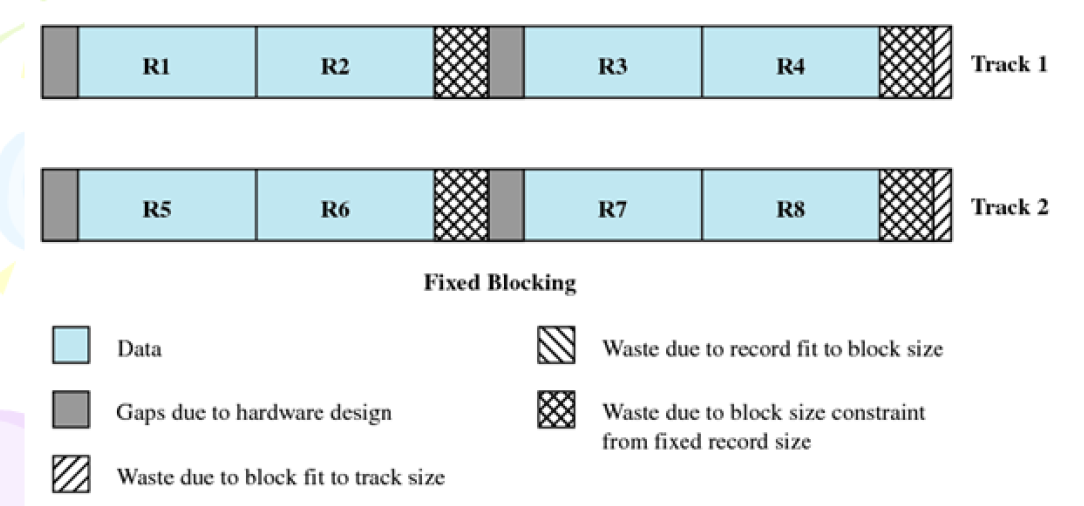 R1 R2 R3 R4 Track 1
R5 R6 R7 R8 Track 2
Fixed Blocking
Data
Waste due to record fit to block size
Gaps due to hardware design
Waste due to block size constraint
from fixed record size
Waste due to block fit to track size